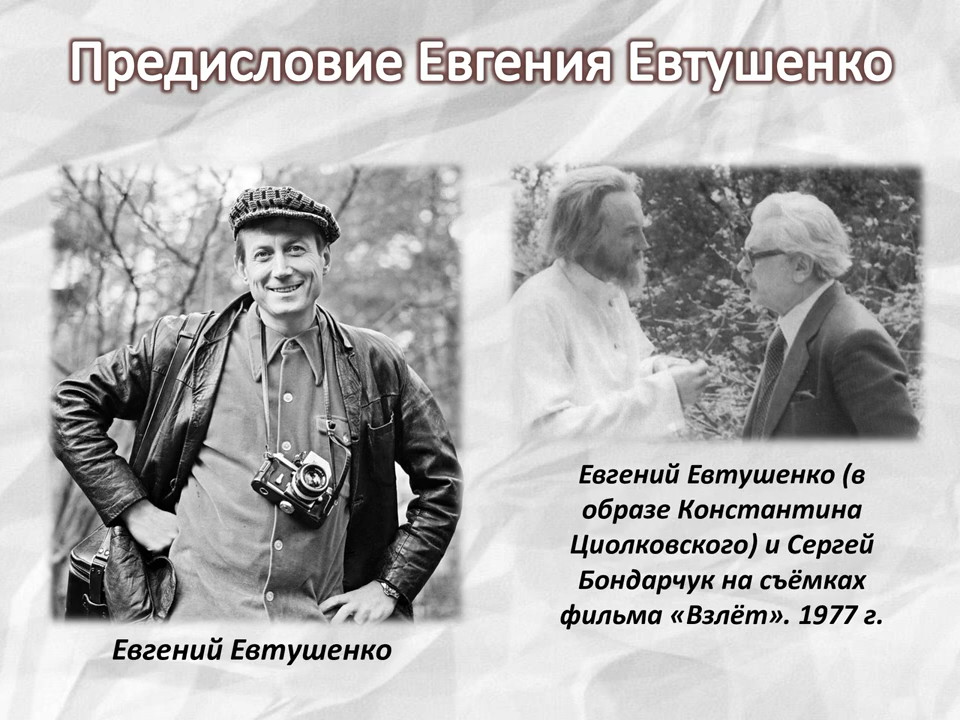 Предисловие Евгения Евтушенко
Евгений Евтушенко (в
образе Константина
Циолковского) и Сергей
Бондарчук на съёмках
фильма «Взлёт». 1977 г.
Евгений Евтушенко